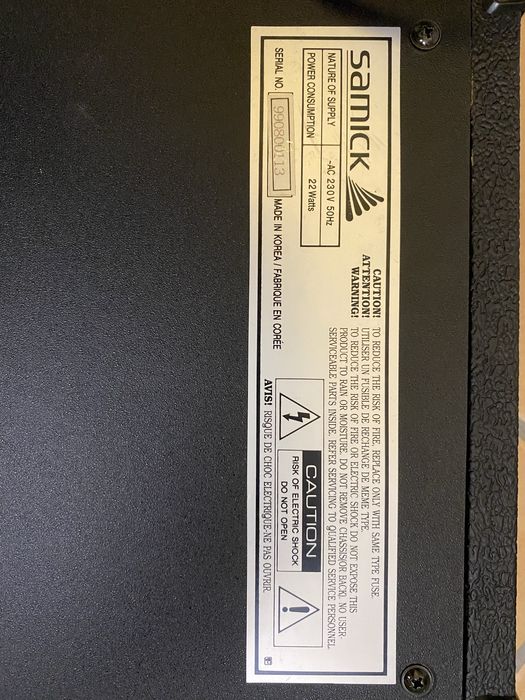 samick
NATURE OF SUPPLY ~AC 230V 50Hz
POWER CONSUMPTION 22 Watts
SERIAL NO. 990800113 MADE IN KOREA / FABRIQUE EN CORÉE
CAUTION! TO REDUCE THE RISK OF FIRE, REPLACE ONLY WITH SAME TYPE FUSE.
ATTENTION! UTILISER UN FUSIBLE DE RECHANGE DE MEME TYPE.
WARNING! TO REDUCE THE RISK OF FIRE OR ELECTRIC SHOCK DO NOT EXPOSE THIS
PRODUCT TO RAIN OR MOISTURE. DO NOT REMOVE CHASSIS(OR BACK). NO USER-
SERVICEABLE PARTS INSIDE. REFER SERVICING TO QUALIFIED SERVICE PERSONNEL.
CAUTION
RISK OF ELECTRIC SHOCK
DO NOT OPEN
AVIS! RISQUE DE CHOC ELECTRIQUE-NE PAS OUVRIR.